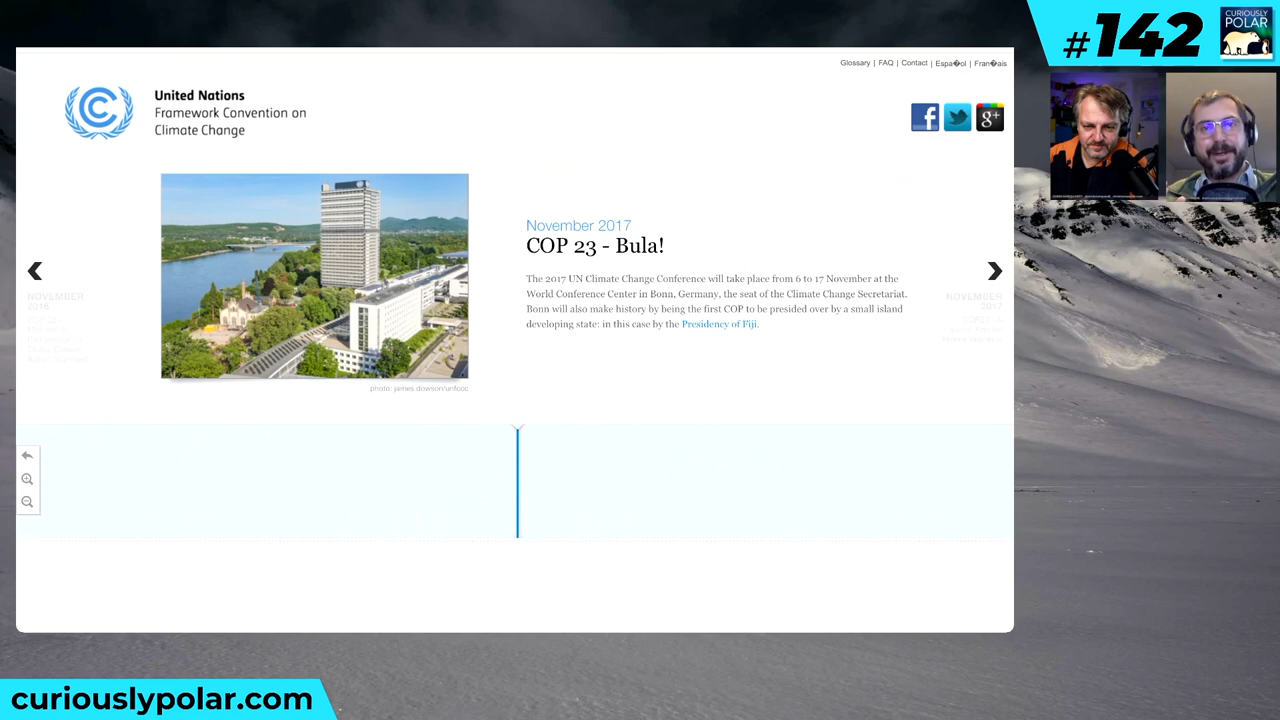 #142
CURIOUSLY
POLAR
Glossary | FAQ | Contact | Espa�ol | Fran�ais
United Nations
Framework Convention on
Climate Change
November 2017
COP 23 - Bula!
The 2017 UN Climate Change Conference will take place from 6 to 17 November at the
World Conference Center in Bonn, Germany, the seat of the Climate Change Secretariat.
Bonn will also make history by being the first COP to be presided over by a small island
developing state: in this case by the Presidency of Fiji.
NOVEMBER
2016
NOVEMBER
2017
photo: james dowson/unfccc
curiouslypolar.com